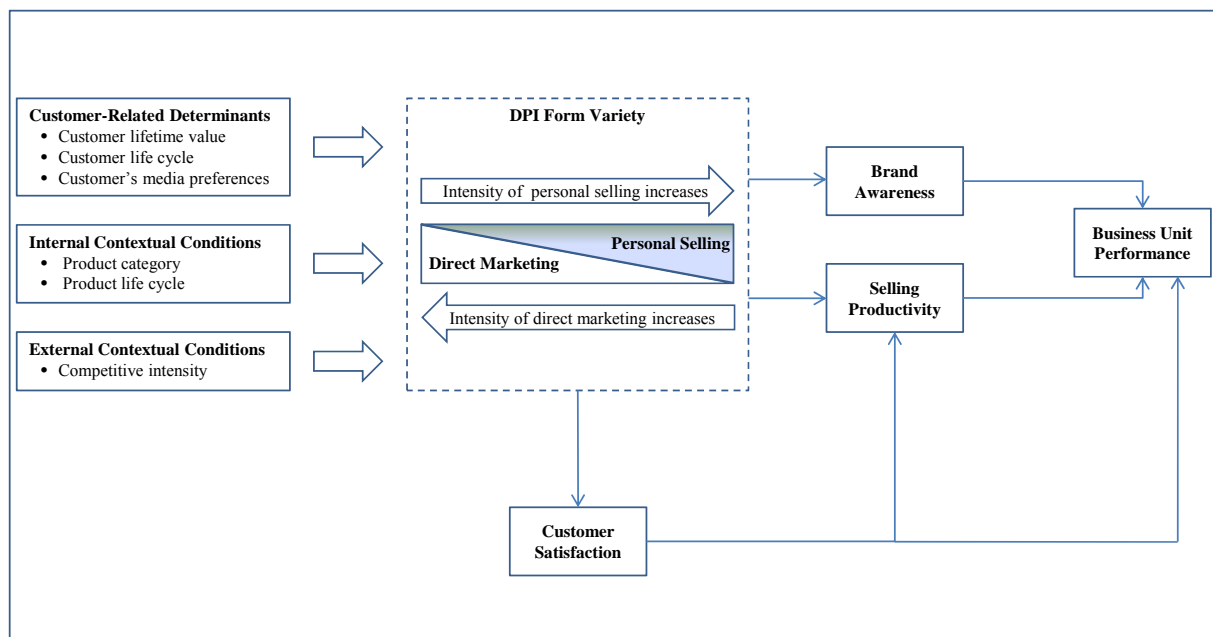 Customer-Related Determinants
• Customer lifetime value
• Customer life cycle
• Customer's media preferences
Internal Contextual Conditions
• Product category
• Product life cycle
External Contextual Conditions
• Competitive intensity
DPI Form Variety
Intensity of personal selling increases
Personal Selling
Direct Marketing
Intensity of direct marketing increases
Brand
Awareness
Selling
Productivity
Business Unit
Performance
Customer
Satisfaction